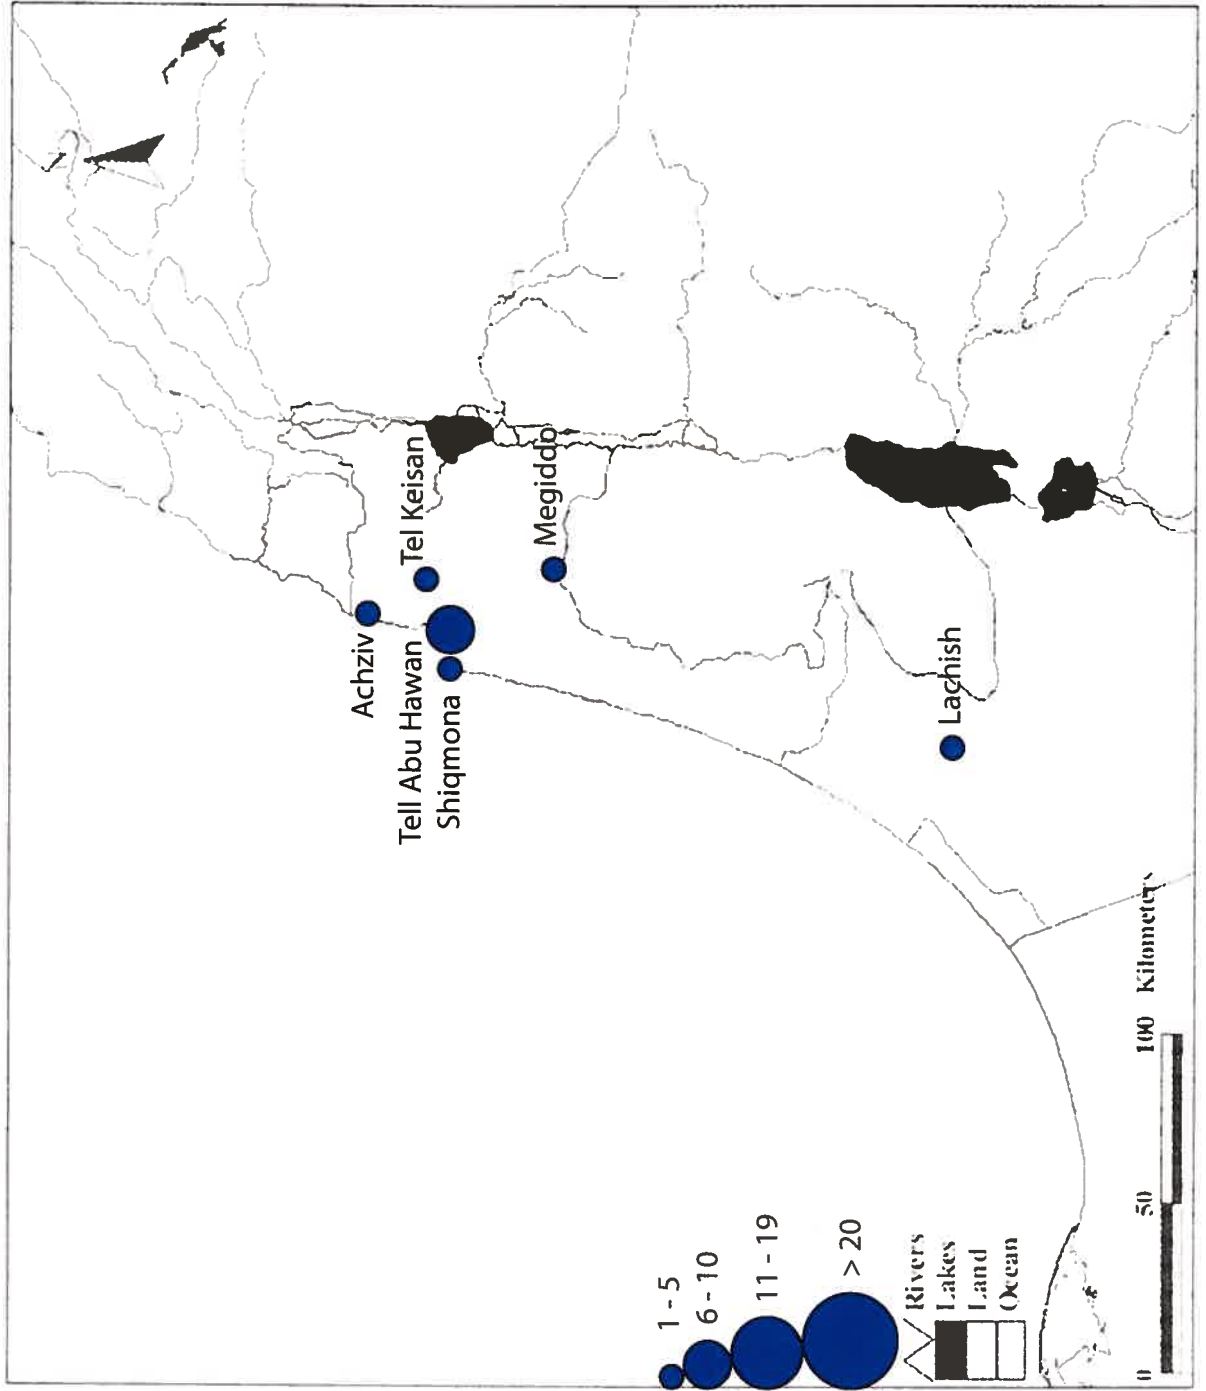 Achziv
Tel Keisan
Tell Abu Hawan
Shiqmona
Megiddo
Lachish
1 - 5
6 - 10
11 - 19
> 20
Rivers
Lakes
Land
Ocean
0 50 100 Kilometers